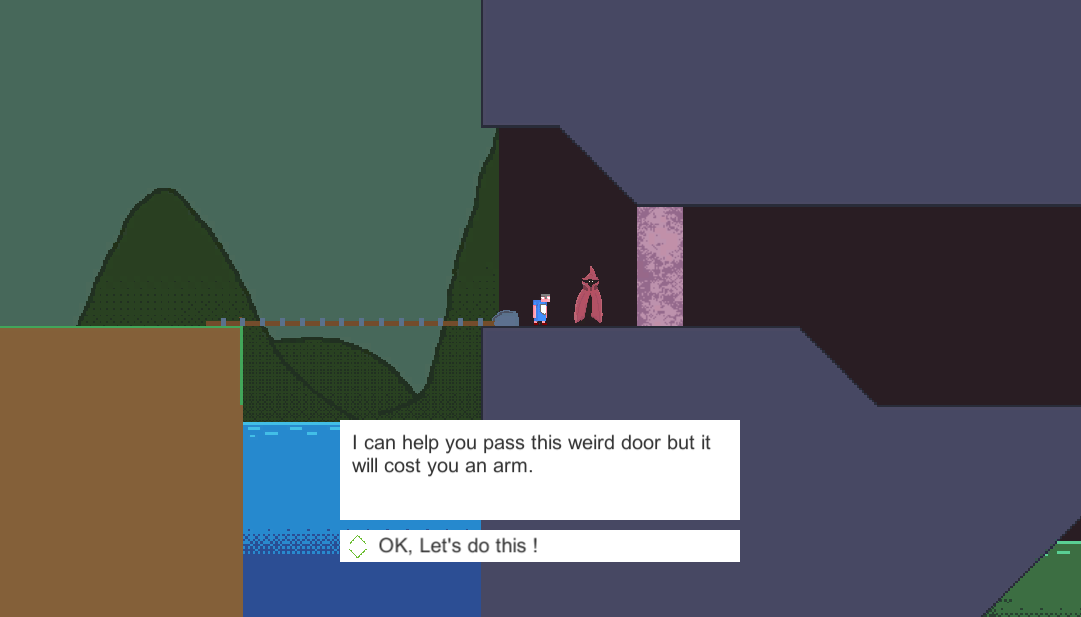 I can help you pass this weird door but it
will cost you an arm.
OK, Let's do this !